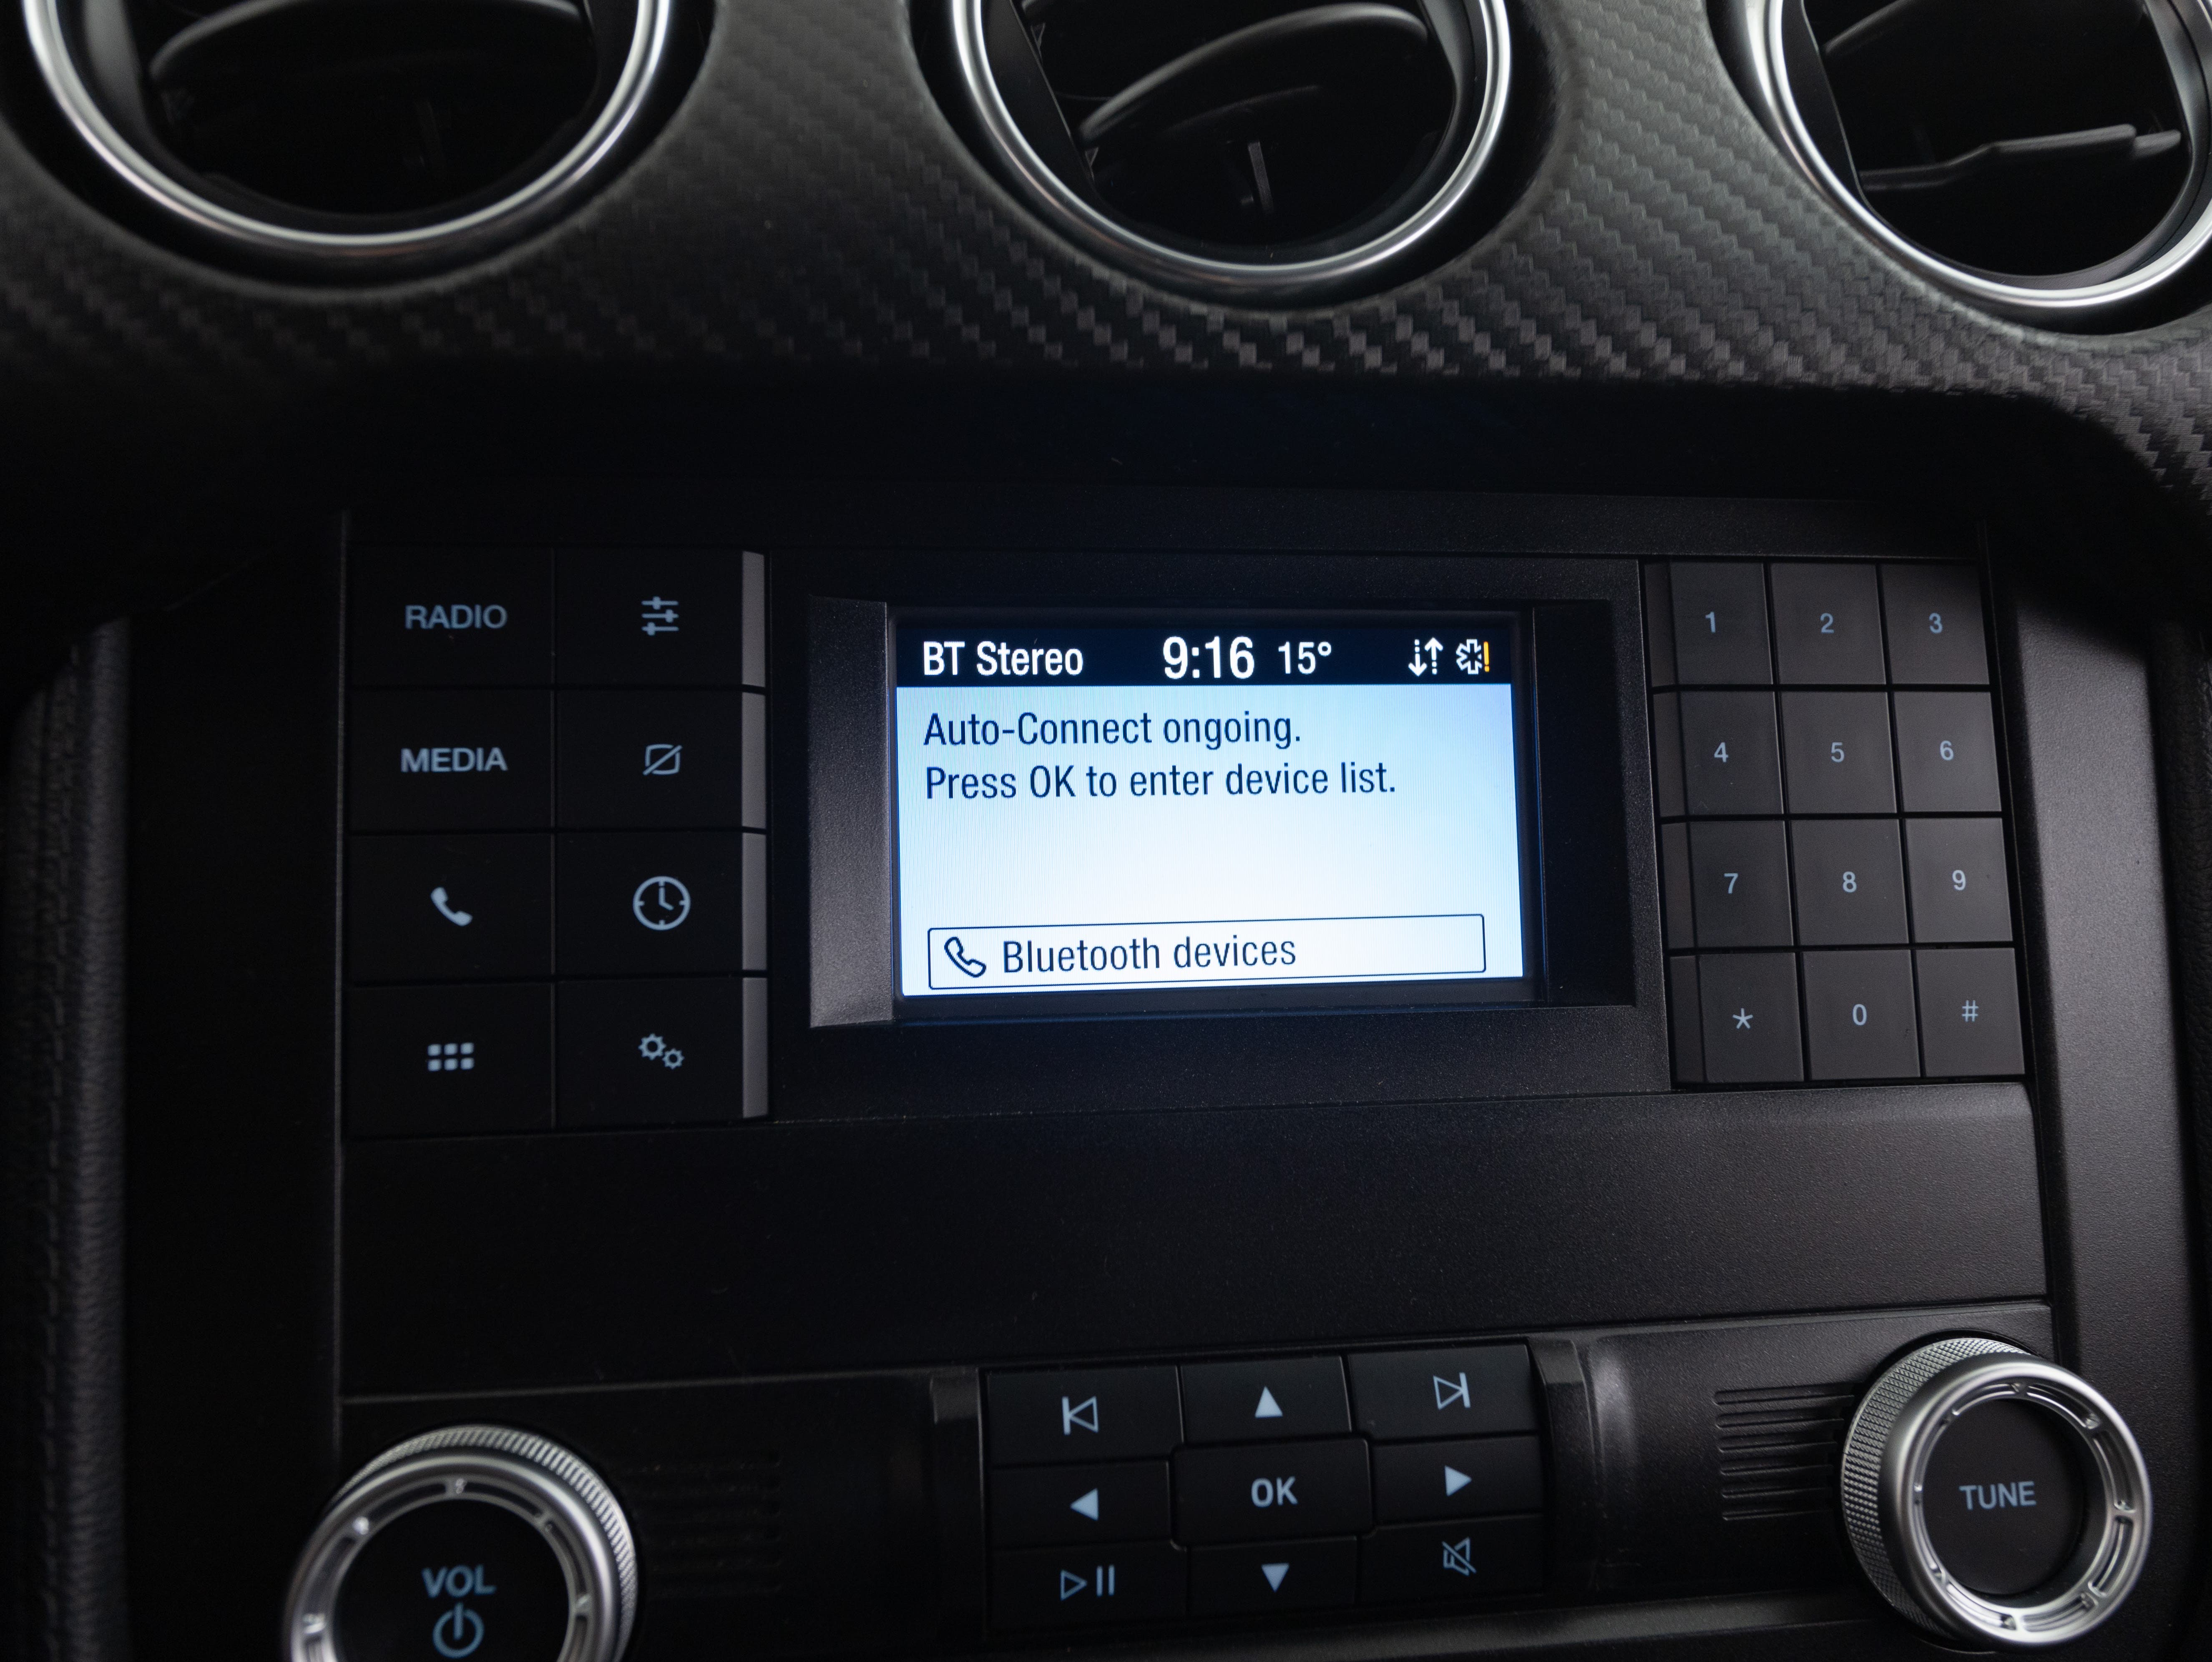 RADIO
MEDIA
BT Stereo 9:16 15°
Auto-Connect ongoing.
Press OK to enter device list.
Bluetooth devices
1 2 3
4 5 6
7 8 9
* 0 #
VOL
OK
TUNE